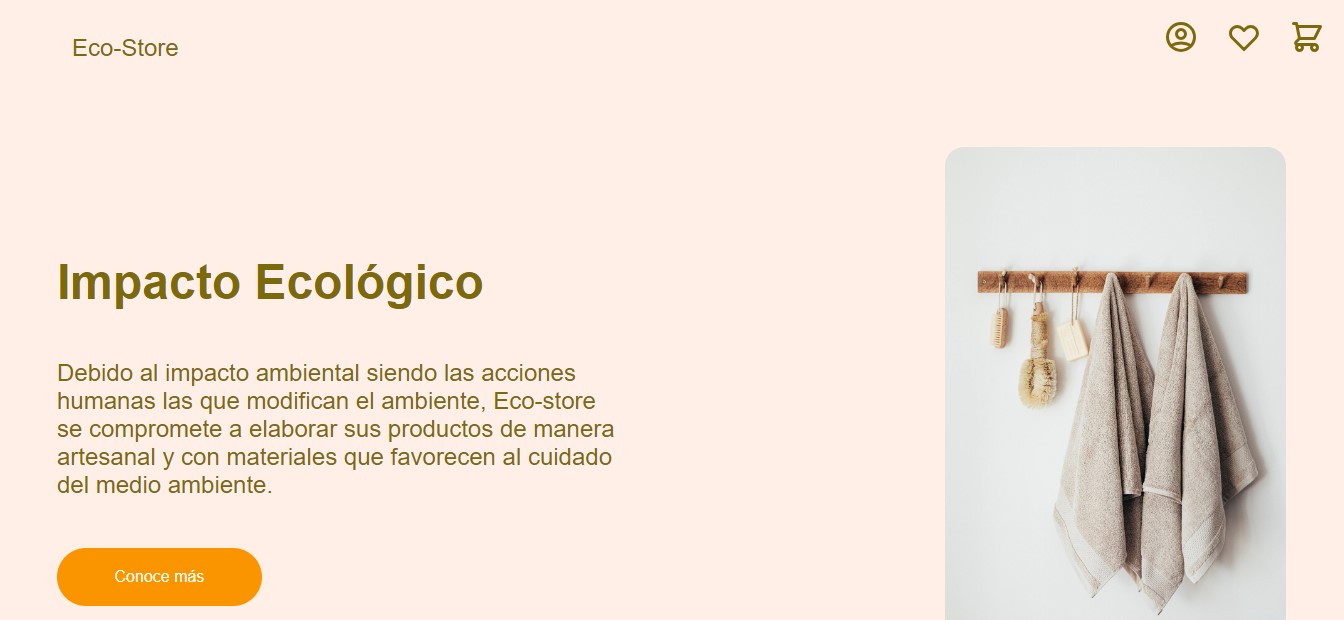 Eco-Store
Impacto Ecológico
Debido al impacto ambiental siendo las acciones
humanas las que modifican el ambiente, Eco-store
se compromete a elaborar sus productos de manera
artesanal y con materiales que favorecen al cuidado
del medio ambiente.
Conoce más